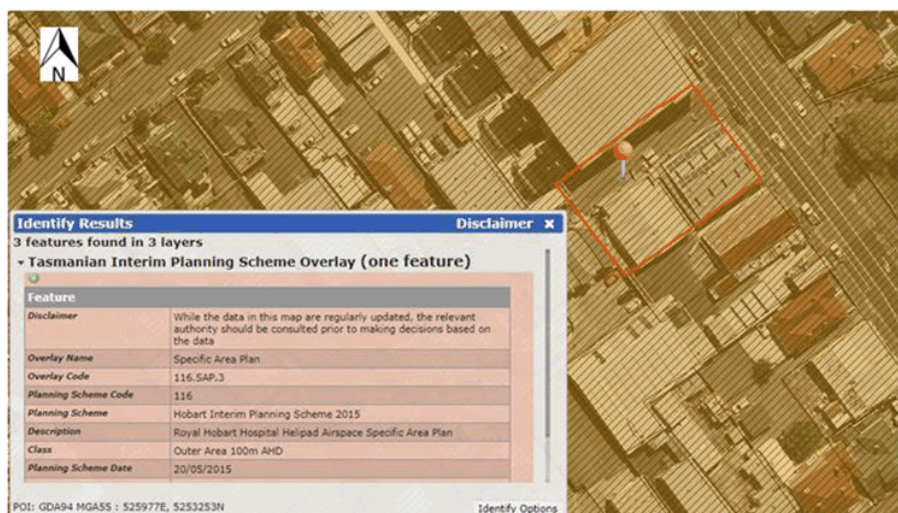 N
Identify Results Disclaimer x
3 features found in 3 layers
Tasmanian Interim Planning Scheme Overlay (one feature)
Feature
Disclaimer While the data in this map are regularly updated, the relevant
authority should be consulted prior to making decisions based on
the data
Overlay Name Specific Area Plan
Overlay Code 116.SAP.3
Planning Scheme Code 116
Planning Scheme Hobart Interim Planning Scheme 2015
Description Royal Hobart Hospital Helipad Airspace Specific Area Plan
Class Outer Area 100m AHD
Planning Scheme Date 20/05/2015
POI: GDA94 MGA55 : 525977E, 5253253N Identify Options